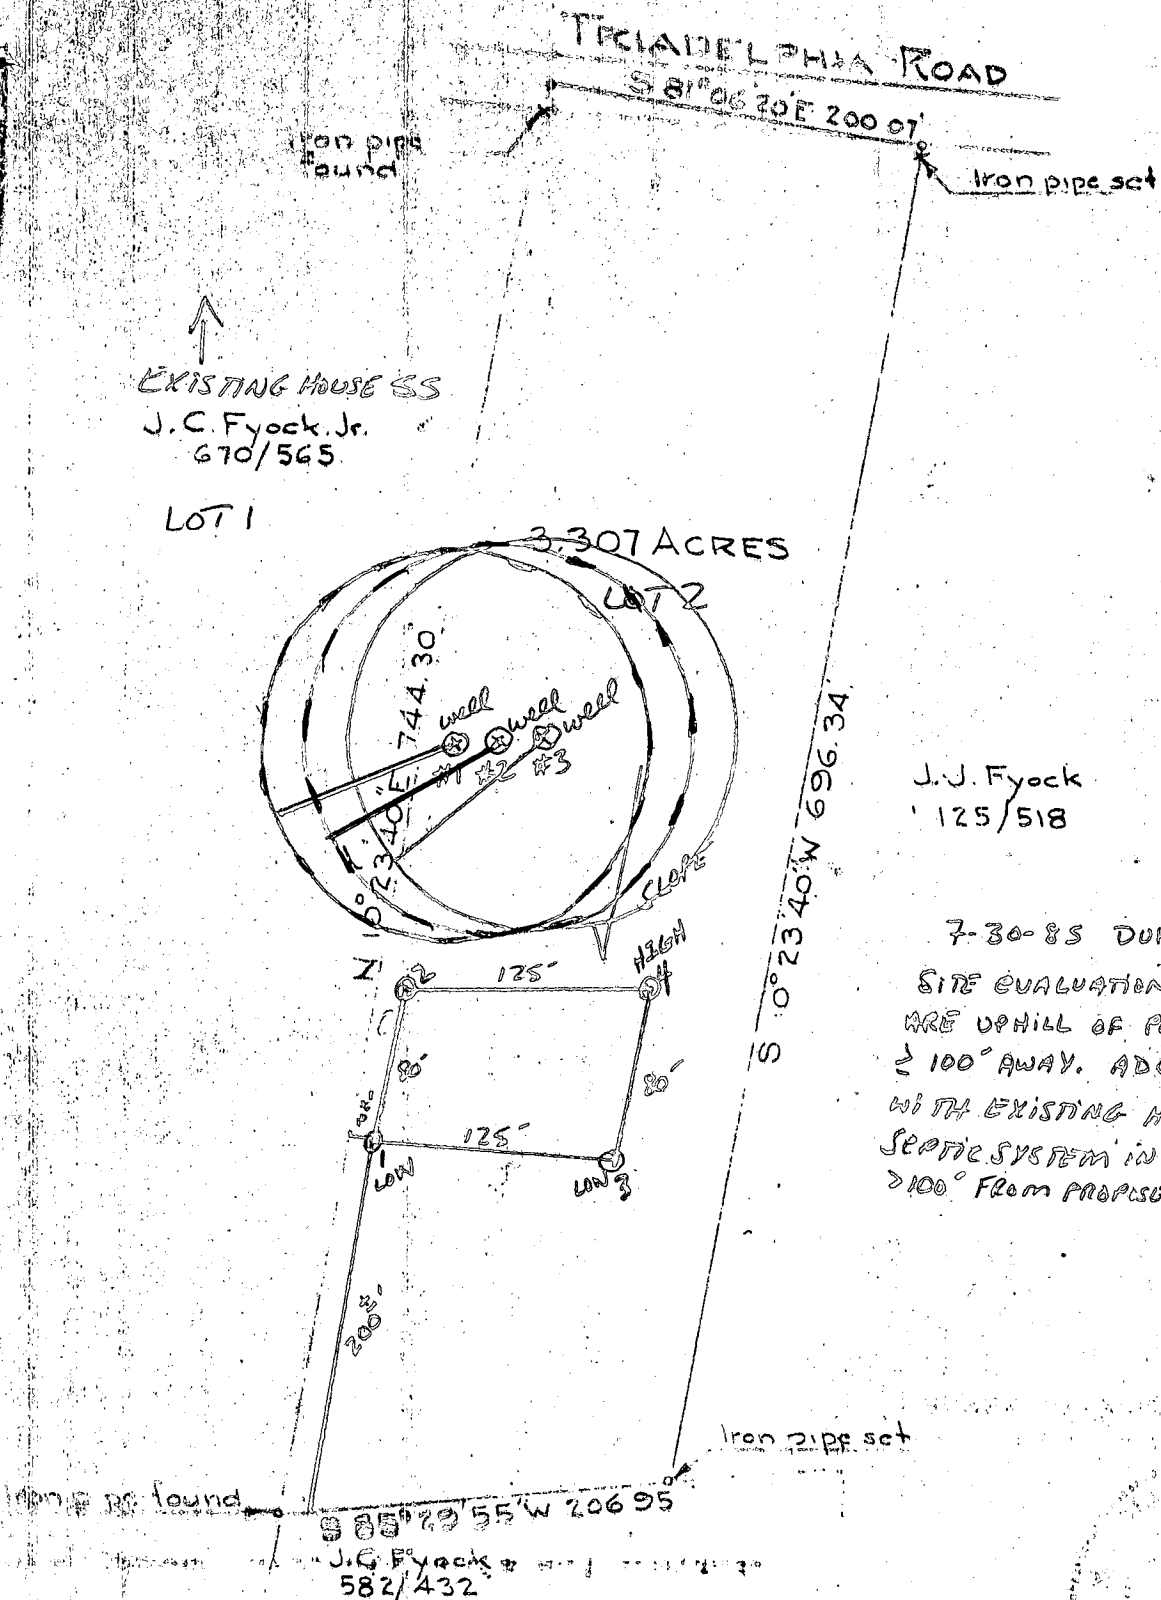 TRIADELPHIA ROAD
S 81° 06' 20" E 200.07'
Iron pipe
found
Iron pipe set
EXISTING HOUSE SS
J.C. Fyock, Jr.
670/565
LOT 1
3.307 ACRES
LOT 2
N 0° 23' 40" E 744.30'
well
well
well
#1 #2 #3
SLOPE
S 0° 23' 40" W 696.34'
J.J. Fyock
125/518
7-30-85
SITE EVALUATION
ARE UPHILL OF
≥ 100' AWAY.
WITH EXISTING
SEPTIC SYSTEM IN
>100' FROM
2
125'
HIGH
4
80'
80'
1
LOW
125'
LOW
3
200±'
Iron pipe set
Iron pipe found
S 85° 29' 55" W 206.95
J.C. Fyock
582/432